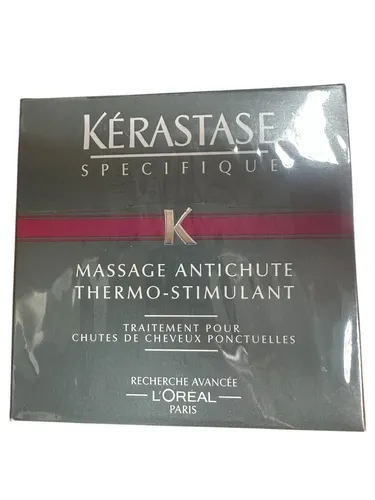 KÉRASTASE
SPECIFIQUE
K
MASSAGE ANTICHUTE
THERMO-STIMULANT
TRAITEMENT POUR
CHUTES DE CHEVEUX PONCTUELLES
RECHERCHE AVANCÉE
L'ORÉAL
PARIS